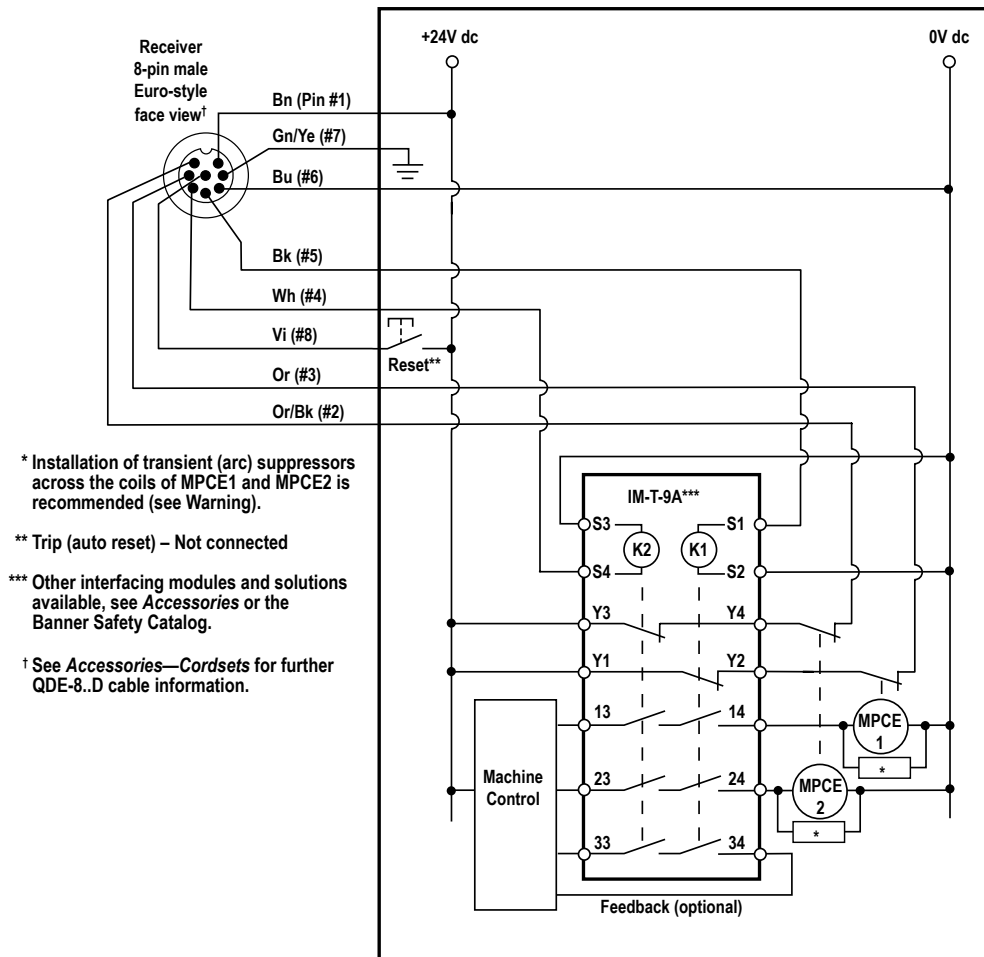 Receiver
8-pin male
Euro-style
face view†
+24V dc
0V dc
Bn (Pin #1)
Gn/Ye (#7)
Bu (#6)
Bk (#5)
Wh (#4)
Vi (#8)
Reset**
Or (#3)
Or/Bk (#2)
* Installation of transient (arc) suppressors
across the coils of MPCE1 and MPCE2 is
recommended (see Warning).
** Trip (auto reset) – Not connected
*** Other interfacing modules and solutions
available, see Accessories or the
Banner Safety Catalog.
† See Accessories—Cordsets for further
QDE-8..D cable information.
IM-T-9A***
S3
S1
K2
K1
S4
S2
Y3
Y4
Y1
Y2
13
14
MPCE
1
*
Machine
Control
23
24
MPCE
2
*
33
34
Feedback (optional)